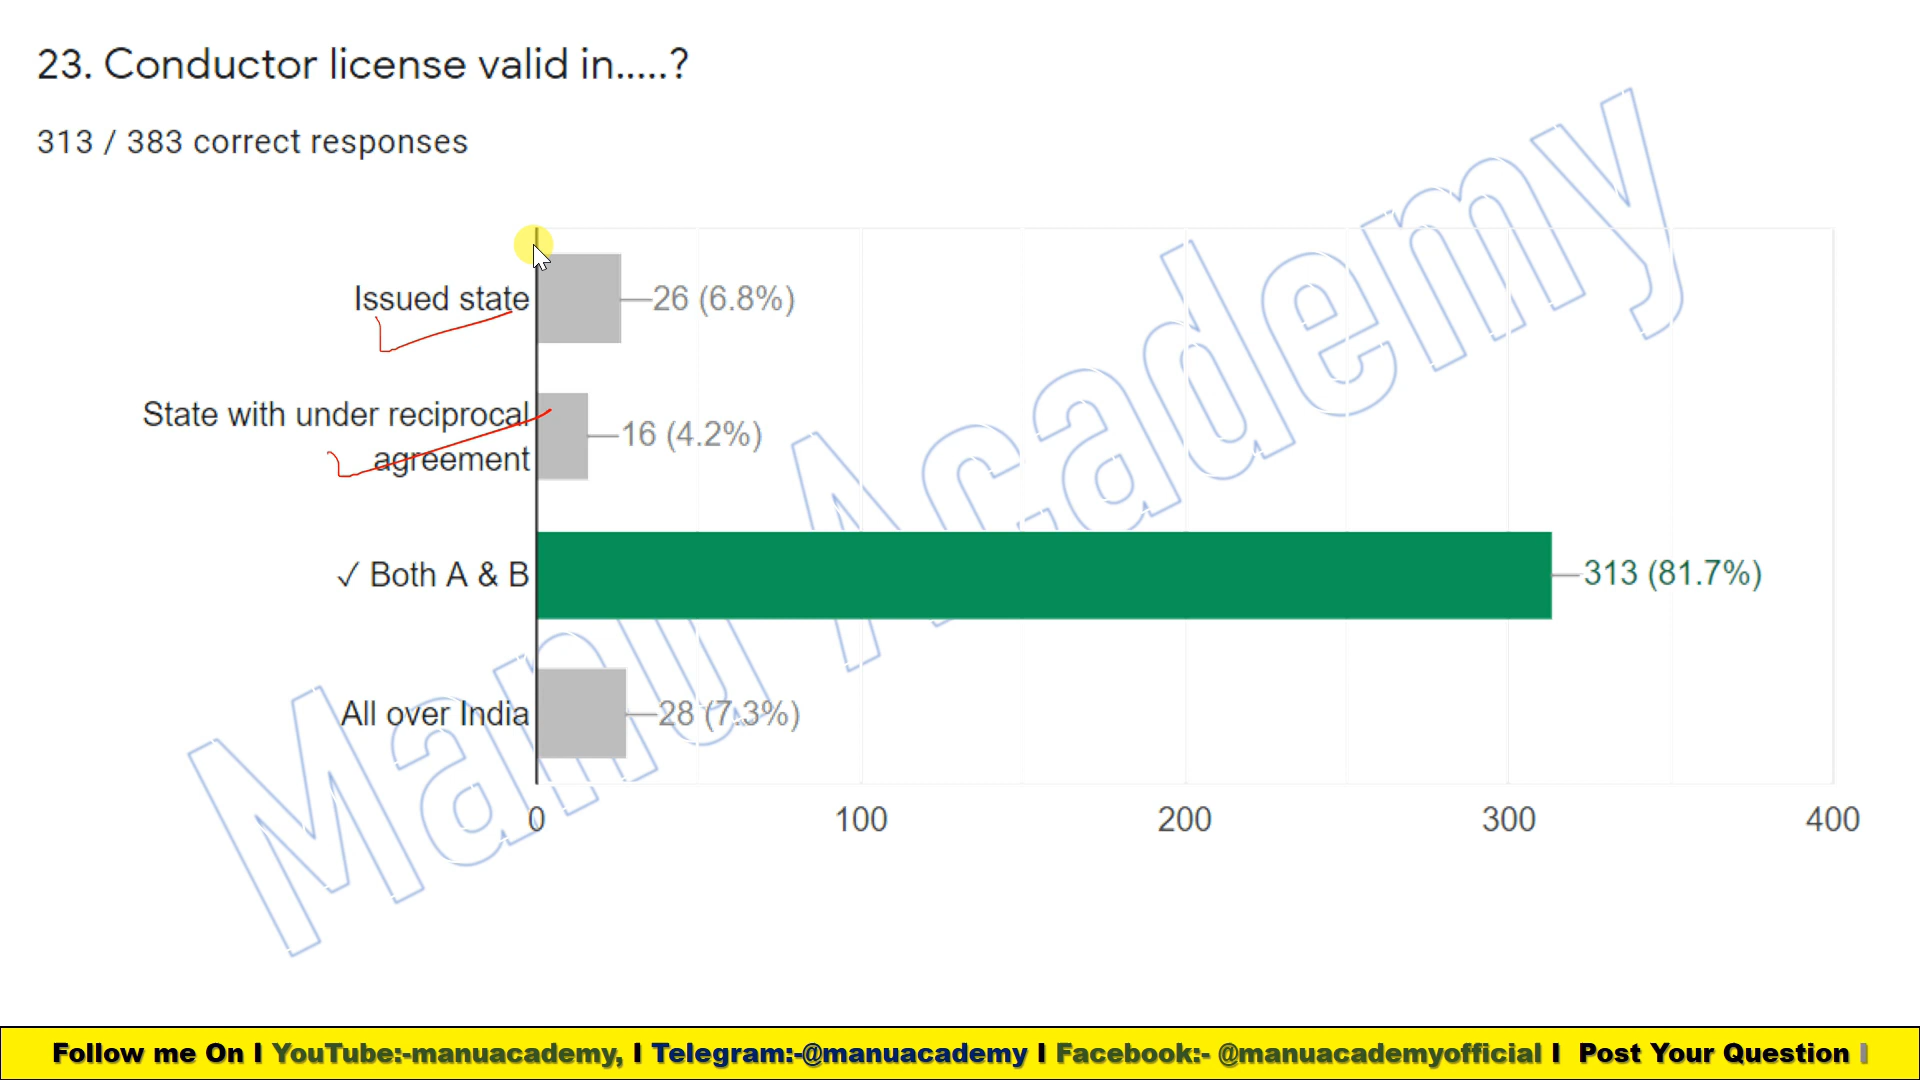 23. Conductor license valid in.....?
313 / 383 correct responses
Issued state
26 (6.8%)
State with under reciprocal
agreement
16 (4.2%)
✓ Both A & B
313 (81.7%)
All over India
28 (7.3%)
0 100 200 300 400
Manu Academy
Follow me On I YouTube:-manuacademy, I Telegram:-@manuacademy I Facebook:- @manuacademyofficial I Post Your Question I